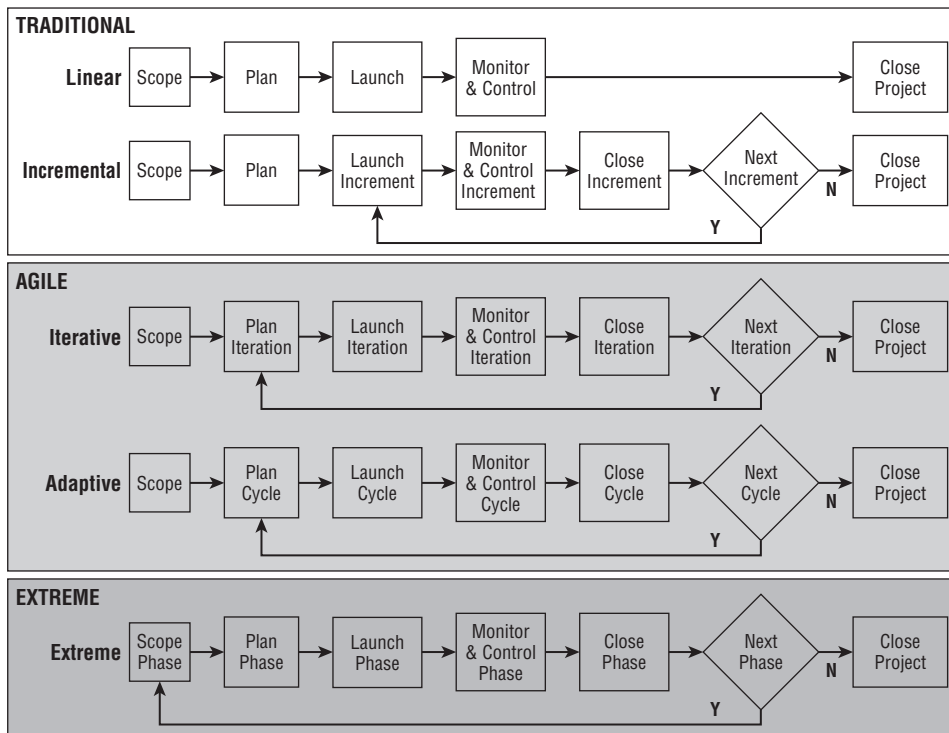 TRADITIONAL
Linear
Scope
Plan
Launch
Monitor
& Control
Close
Project
Incremental
Scope
Plan
Launch
Increment
Monitor
& Control
Increment
Close
Increment
Next
Increment
N
Close
Project
Y
AGILE
Iterative
Scope
Plan
Iteration
Launch
Iteration
Monitor
& Control
Iteration
Close
Iteration
Next
Iteration
N
Close
Project
Y
Adaptive
Scope
Plan
Cycle
Launch
Cycle
Monitor
& Control
Cycle
Close
Cycle
Next
Cycle
N
Close
Project
Y
EXTREME
Extreme
Scope
Phase
Plan
Phase
Launch
Phase
Monitor
& Control
Phase
Close
Phase
Next
Phase
N
Close
Project
Y